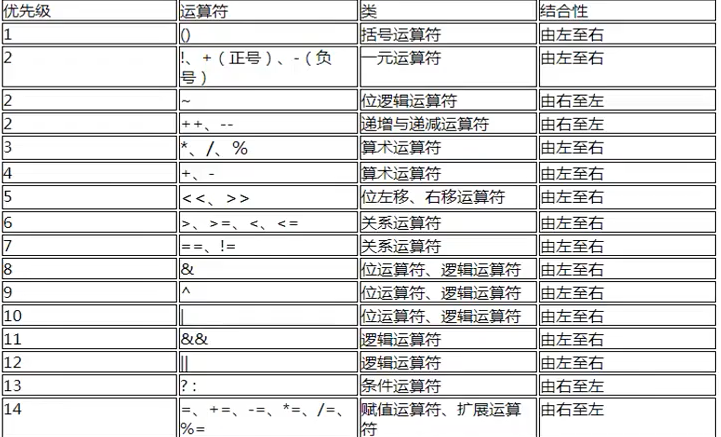 优先级 运算符 类 结合性
1 () 括号运算符 由左至右
2 !、+（正号）、-（负 一元运算符 由左至右
号）
2 ~ 位逻辑运算符 由右至左
2 ++、-- 递增与递减运算符 由右至左
3 *、/、% 算术运算符 由左至右
4 +、- 算术运算符 由左至右
5 <<、>> 位左移、右移运算符 由左至右
6 >、>=、<、<= 关系运算符 由左至右
7 ==、!= 关系运算符 由左至右
8 & 位运算符、逻辑运算符 由左至右
9 ^ 位运算符、逻辑运算符 由左至右
10 | 位运算符、逻辑运算符 由左至右
11 && 逻辑运算符 由左至右
12 || 逻辑运算符 由左至右
13 ? : 条件运算符 由右至左
14 =、+=、-=、*=、/=、 赋值运算符、扩展运算 由右至左
%= 符